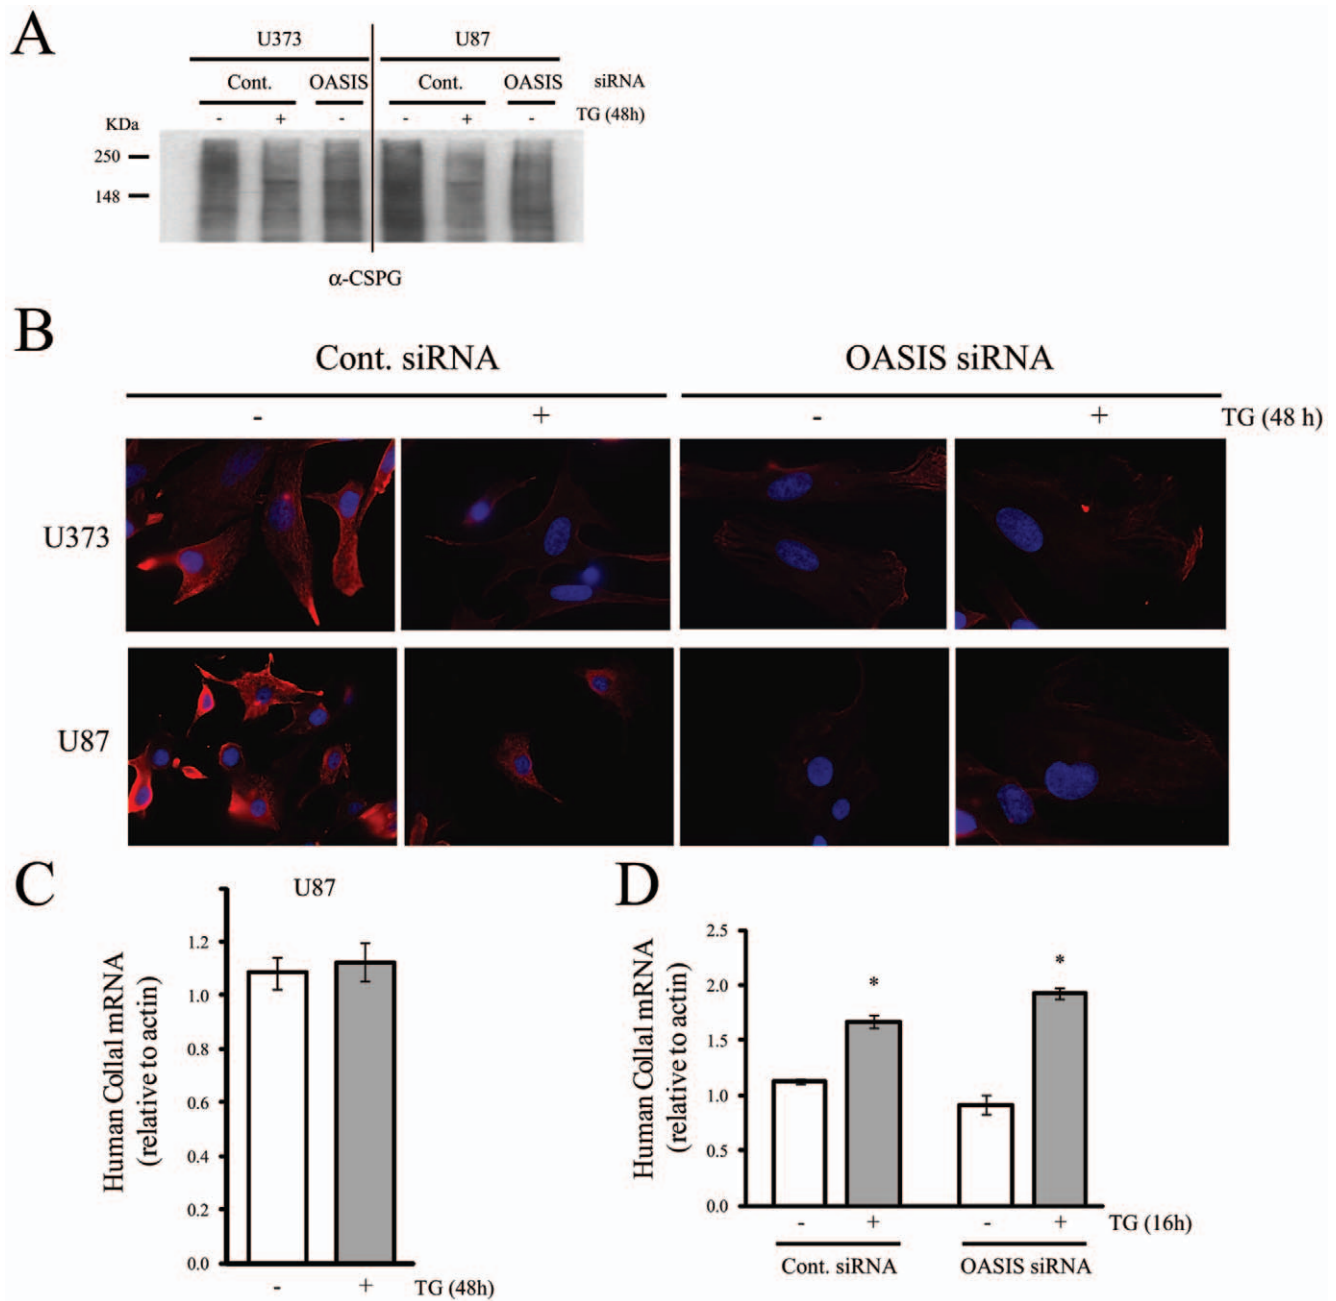 A
U373
U87
Cont.
OASIS
Cont.
OASIS
siRNA
-
+
-
-
+
-
TG (48h)
KDa
250
148
α-CSPG
B
Cont. siRNA
OASIS siRNA
-
+
-
+
TG (48 h)
U373
U87
C
U87
Human Collal mRNA
(relative to actin)
1.2
1.0
0.8
0.6
0.4
0.2
0.0
-
+
TG (48h)
D
Human Collal mRNA
(relative to actin)
2.5
2.0
1.5
1.0
0.5
0.0
*
*
-
+
-
+
TG (16h)
Cont. siRNA
OASIS siRNA